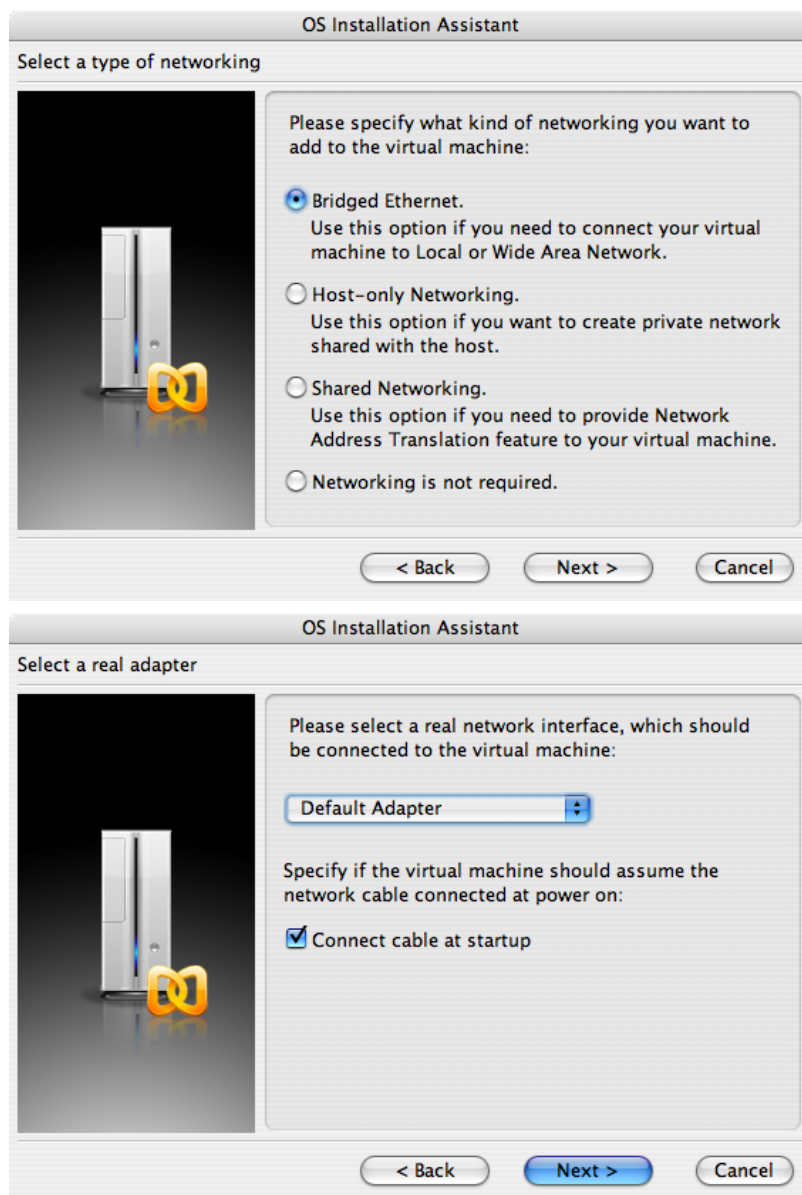 OS Installation Assistant
Select a type of networking
Please specify what kind of networking you want to
add to the virtual machine:
Bridged Ethernet.
Use this option if you need to connect your virtual
machine to Local or Wide Area Network.
Host-only Networking.
Use this option if you want to create private network
shared with the host.
Shared Networking.
Use this option if you need to provide Network
Address Translation feature to your virtual machine.
Networking is not required.
< Back
Next >
Cancel
OS Installation Assistant
Select a real adapter
Please select a real network interface, which should
be connected to the virtual machine:
Default Adapter
Specify if the virtual machine should assume the
network cable connected at power on:
Connect cable at startup
< Back
Next >
Cancel